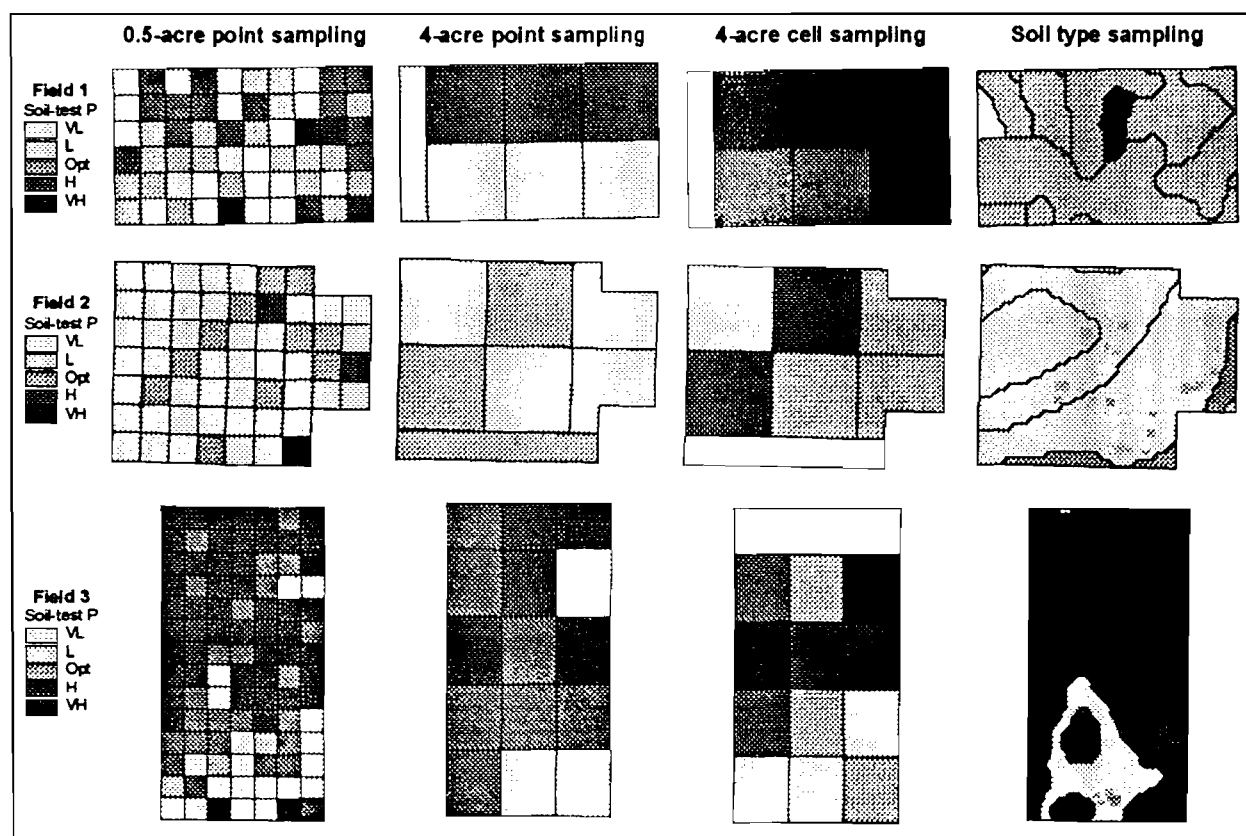 0.5-acre point sampling
4-acre point sampling
4-acre cell sampling
Soil type sampling
Field 1
Soil-test P
VL
L
Opt
H
VH
Field 2
Soil-test P
VL
L
Opt
H
VH
Field 3
Soil-test P
VL
L
Opt
H
VH